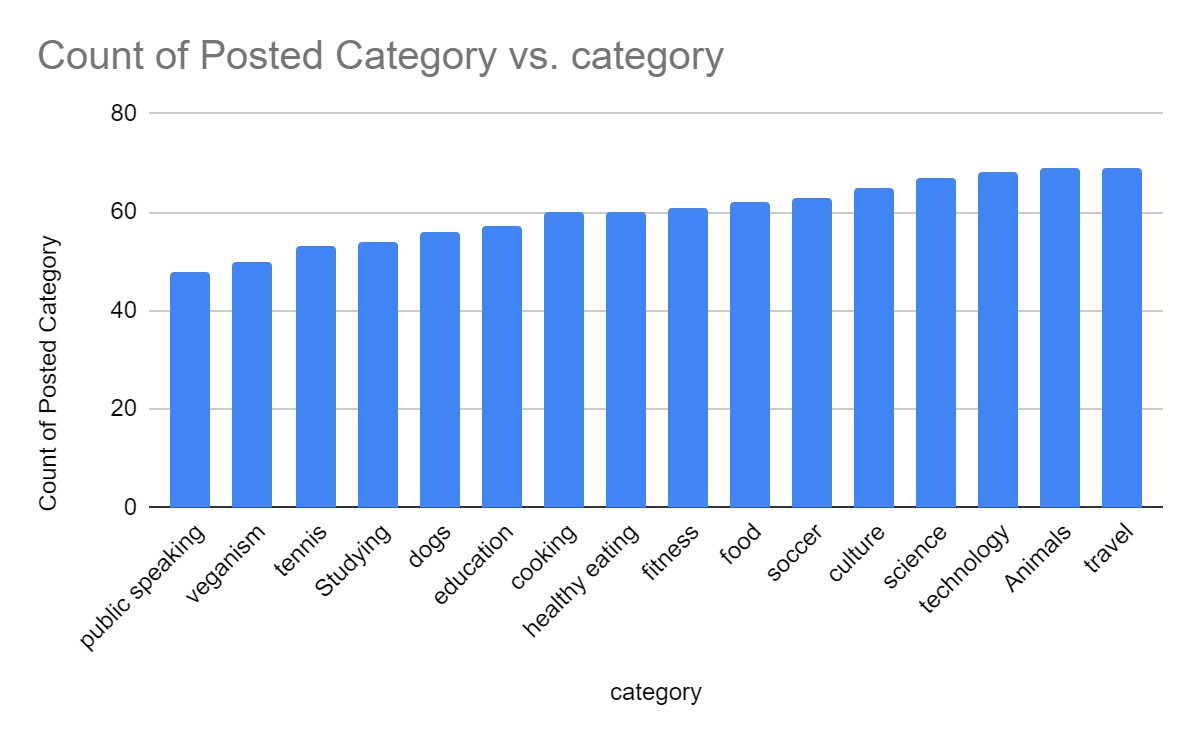 Count of Posted Category vs. category
Count of Posted Category
80
60
40
20
0
public speaking
veganism
tennis
Studying
dogs
education
cooking
healthy eating
fitness
food
soccer
culture
science
technology
Animals
travel
category